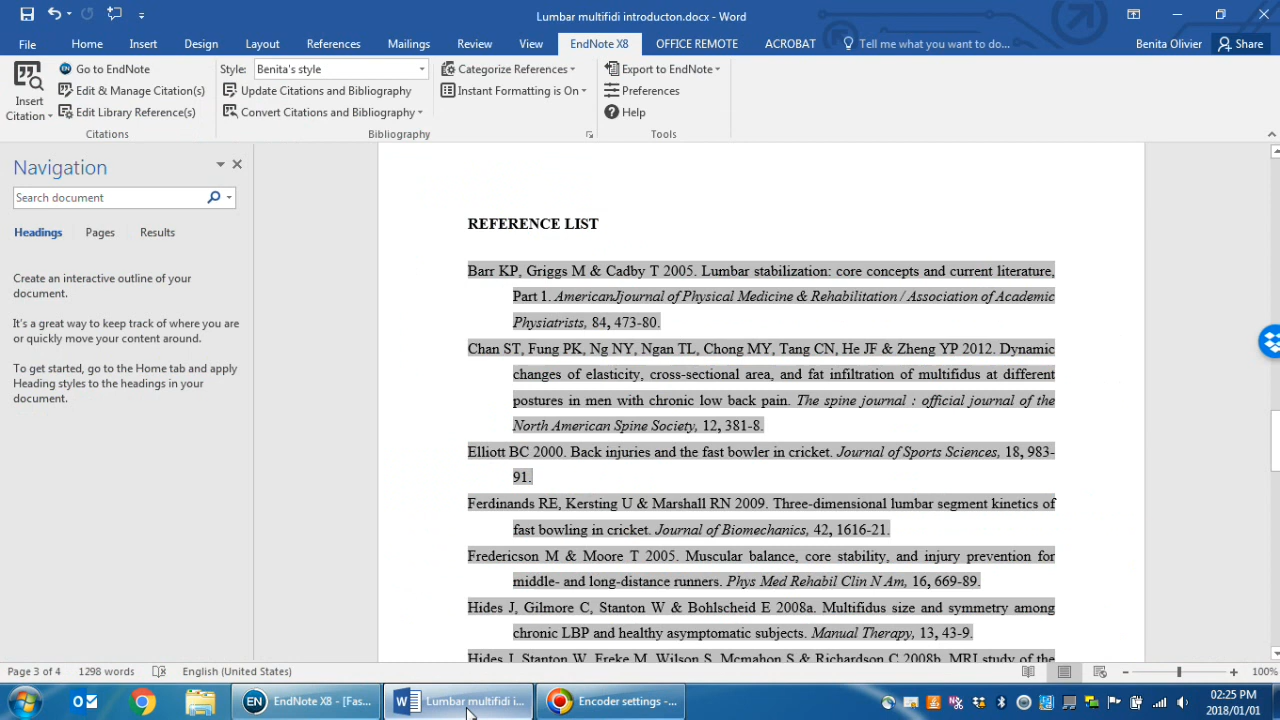 Lumbar multifidi introducton.docx - Word
File Home Insert Design Layout References Mailings Review View EndNote X8 OFFICE REMOTE ACROBAT Tell me what you want to do... Benita Olivier Share
Insert Citation
Go to EndNote
Edit & Manage Citation(s)
Edit Library Reference(s)
Citations
Style: Benita's style
Update Citations and Bibliography
Convert Citations and Bibliography
Categorize References
Instant Formatting is On
Bibliography
Export to EndNote
Preferences
Help
Tools
Navigation
Search document
Headings Pages Results
Create an interactive outline of your
document.
It's a great way to keep track of where you are
or quickly move your content around.
To get started, go to the Home tab and apply
Heading styles to the headings in your
document.
REFERENCE LIST
Barr KP, Griggs M & Cadby T 2005. Lumbar stabilization: core concepts and current literature,
Part 1. AmericanJjournal of Physical Medicine & Rehabilitation / Association of Academic
Physiatrists, 84, 473-80.
Chan ST, Fung PK, Ng NY, Ngan TL, Chong MY, Tang CN, He JF & Zheng YP 2012. Dynamic
changes of elasticity, cross-sectional area, and fat infiltration of multifidus at different
postures in men with chronic low back pain. The spine journal : official journal of the
North American Spine Society, 12, 381-8.
Elliott BC 2000. Back injuries and the fast bowler in cricket. Journal of Sports Sciences, 18, 983-
91.
Ferdinands RE, Kersting U & Marshall RN 2009. Three-dimensional lumbar segment kinetics of
fast bowling in cricket. Journal of Biomechanics, 42, 1616-21.
Fredericson M & Moore T 2005. Muscular balance, core stability, and injury prevention for
middle- and long-distance runners. Phys Med Rehabil Clin N Am, 16, 669-89.
Hides J, Gilmore C, Stanton W & Bohlscheid E 2008a. Multifidus size and symmetry among
chronic LBP and healthy asymptomatic subjects. Manual Therapy, 13, 43-9.
Hides J, Stanton W, Freke M, Wilson S, Mcmahon S & Richardson C 2008b. MRI study of the
Page 3 of 4 1298 words English (United States) 100%
EN EndNote X8 - [Fas... Lumbar multifidi i... Encoder settings -...
02:25 PM
2018/01/01